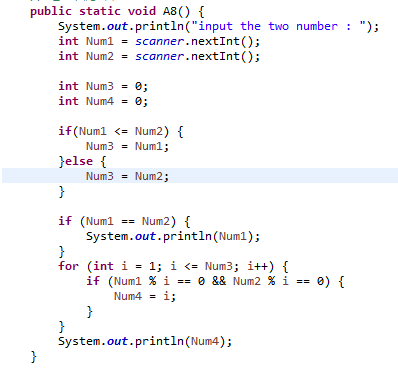 public static void A8() {
System.out.println("input the two number : ");
int Num1 = scanner.nextInt();
int Num2 = scanner.nextInt();
int Num3 = 0;
int Num4 = 0;
if(Num1 <= Num2) {
Num3 = Num1;
}else {
Num3 = Num2;
}
if (Num1 == Num2) {
System.out.println(Num1);
}
for (int i = 1; i <= Num3; i++) {
if (Num1 % i == 0 && Num2 % i == 0) {
Num4 = i;
}
}
System.out.println(Num4);
}